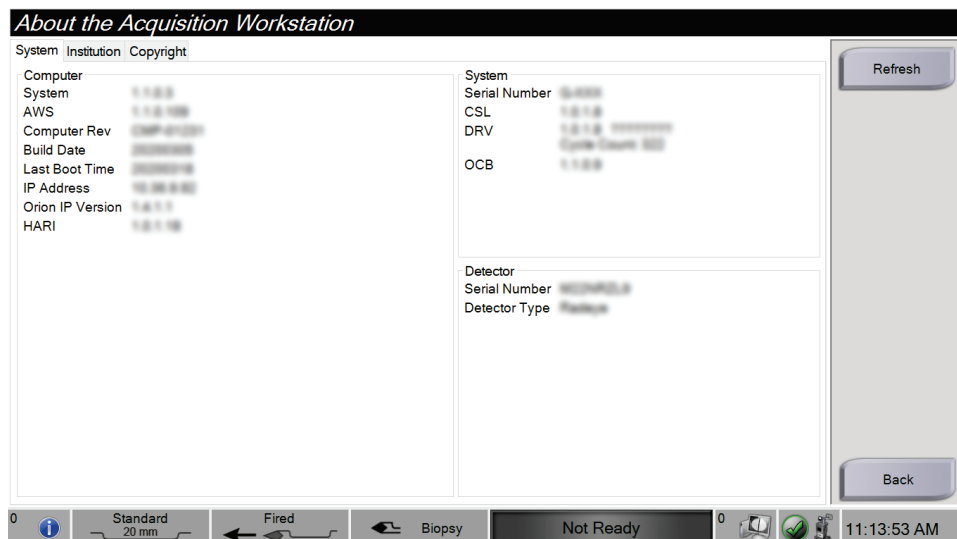 About the Acquisition Workstation
System Institution Copyright
Computer
System
AWS
Computer Rev
Build Date
Last Boot Time
IP Address
Orion IP Version
HARI
System
Serial Number
CSL
DRV
OCB
Detector
Serial Number
Detector Type
Refresh
Back
0
Standard
20 mm
Fired
Biopsy
Not Ready
0
11:13:53 AM